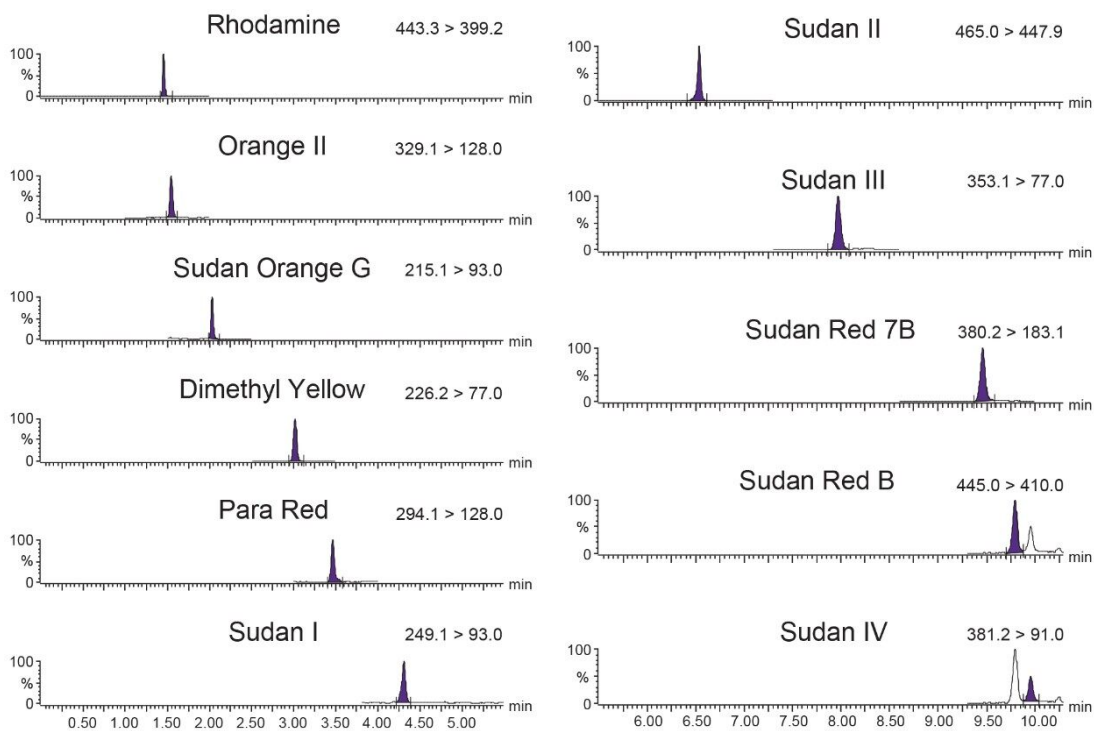 Rhodamine 443.3 > 399.2
100
%
0
min
Orange II 329.1 > 128.0
100
%
0
min
Sudan Orange G 215.1 > 93.0
100
%
0
min
Dimethyl Yellow 226.2 > 77.0
100
%
0
min
Para Red 294.1 > 128.0
100
%
0
min
Sudan I 249.1 > 93.0
100
%
0
min
0.50 1.00 1.50 2.00 2.50 3.00 3.50 4.00 4.50 5.00
Sudan II 465.0 > 447.9
100
%
0
min
Sudan III 353.1 > 77.0
100
%
0
min
Sudan Red 7B 380.2 > 183.1
100
%
0
min
Sudan Red B 445.0 > 410.0
100
%
0
min
Sudan IV 381.2 > 91.0
100
%
0
min
6.00 6.50 7.00 7.50 8.00 8.50 9.00 9.50 10.00